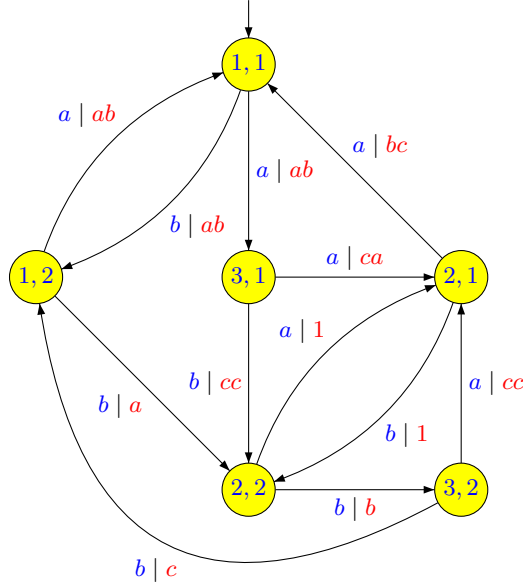 1, 1
a | ab
a | bc
a | ab
b | ab
a | ca
1, 2
3, 1
2, 1
a | 1
b | cc
a | cc
b | a
b | 1
2, 2
3, 2
b | b
b | c